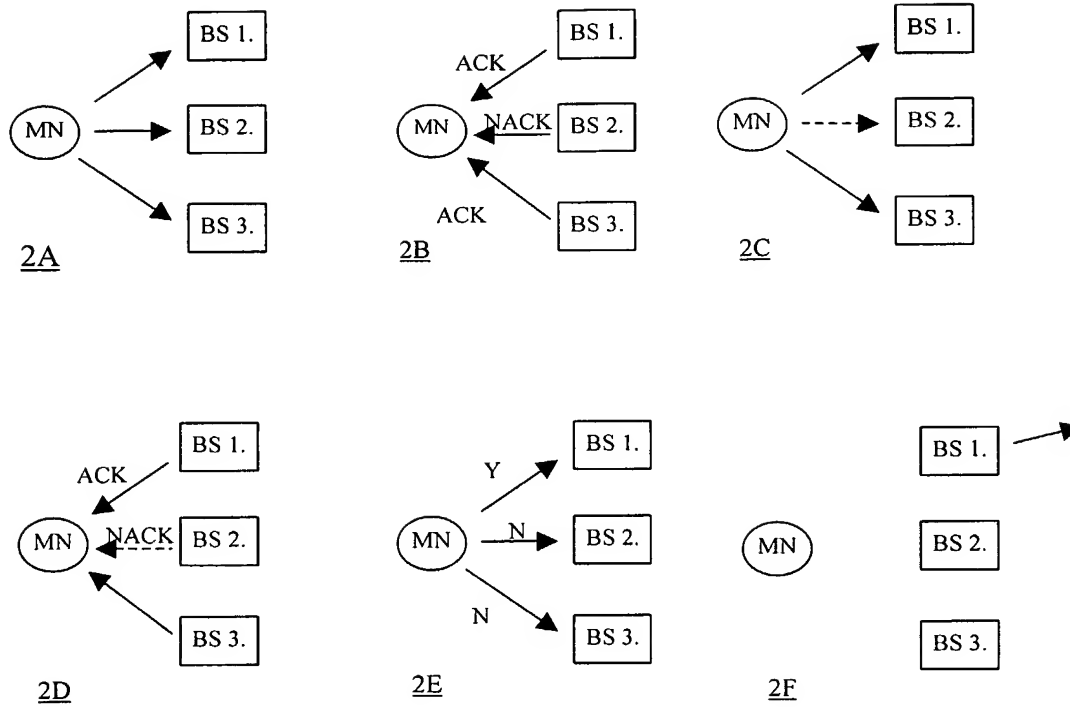 BS 1.
MN
BS 2.
BS 3.
2A
BS 1.
ACK
MN
NACK
BS 2.
ACK
BS 3.
2B
BS 1.
MN
BS 2.
BS 3.
2C
BS 1.
ACK
MN
NACK
BS 2.
BS 3.
2D
BS 1.
Y
MN
N
BS 2.
N
BS 3.
2E
BS 1.
MN
BS 2.
BS 3.
2F